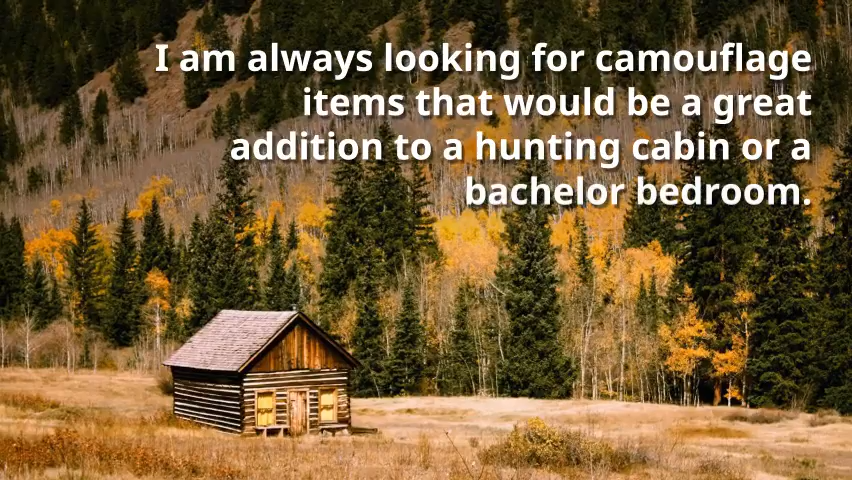 I am always looking for camouflage
items that would be a great
addition to a hunting cabin or a
bachelor bedroom.